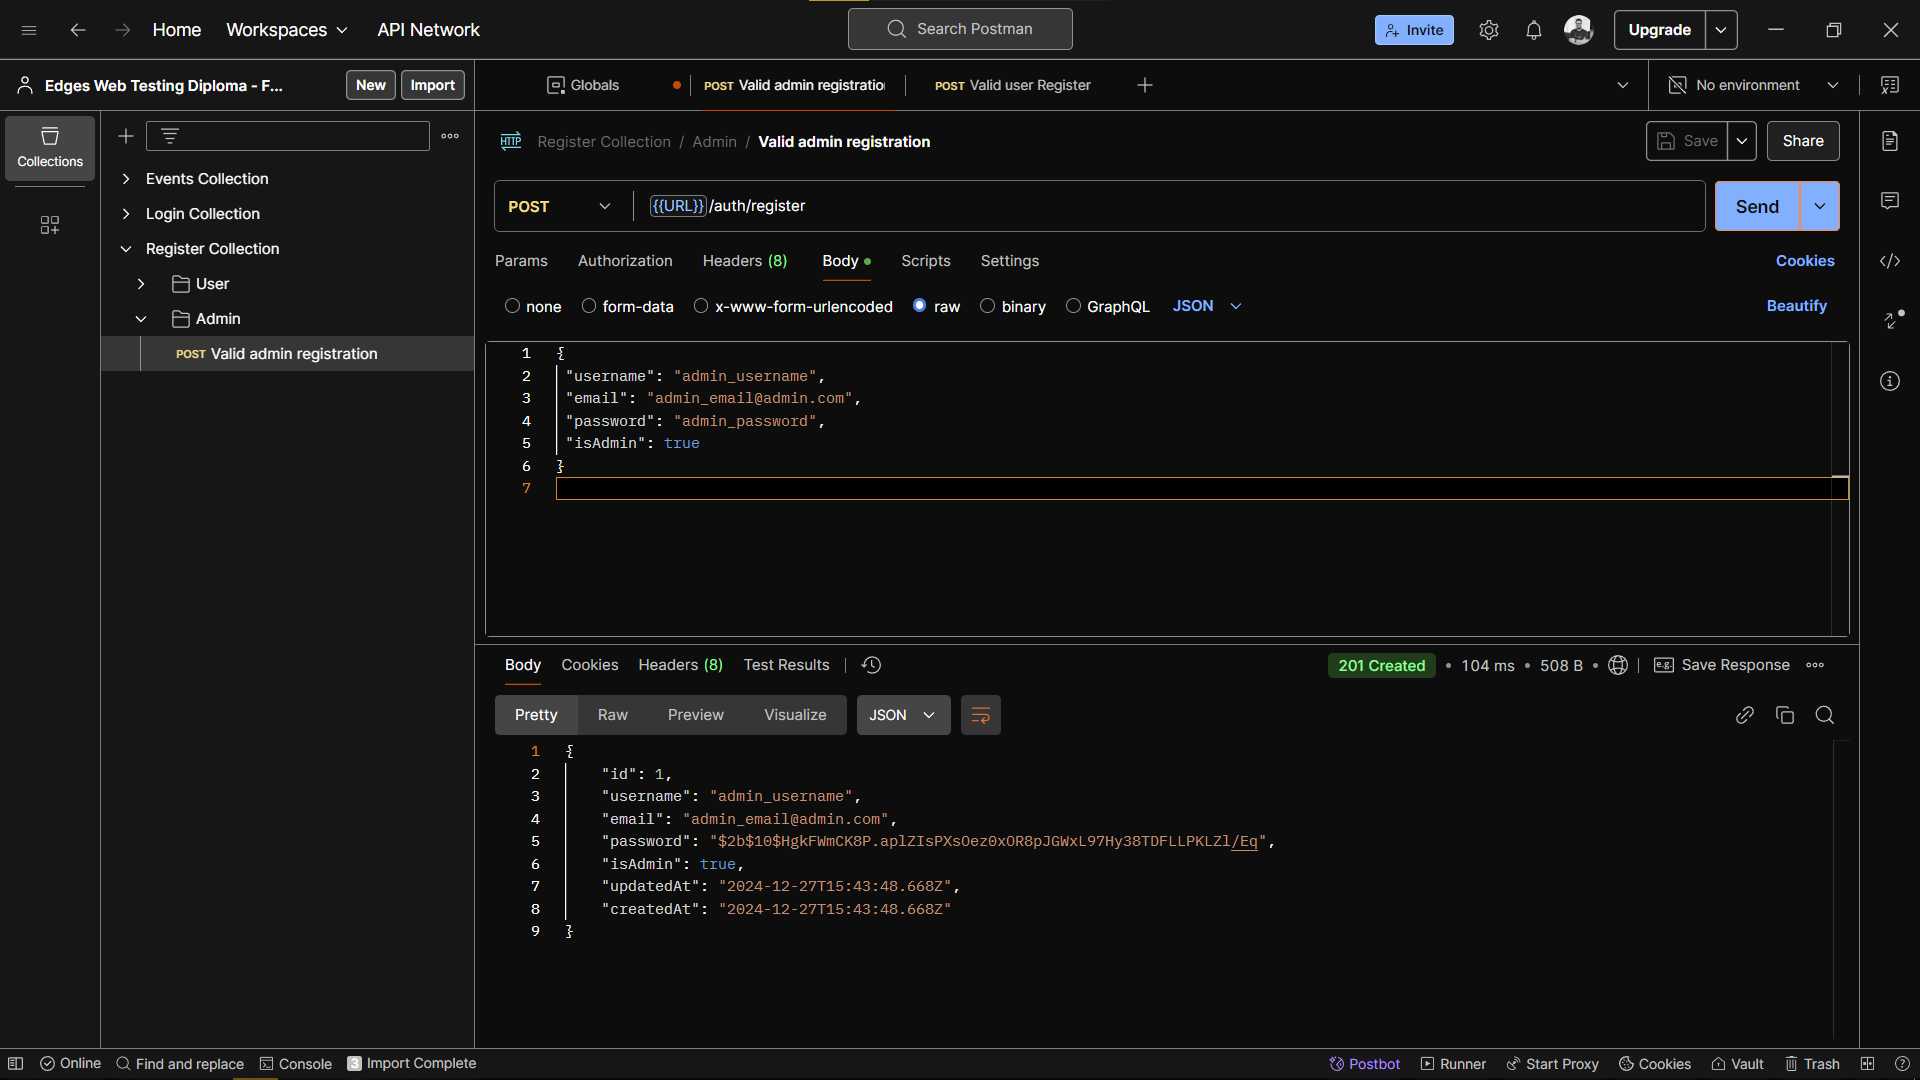 Home Workspaces API Network Search Postman Invite Upgrade
Edges Web Testing Diploma - F... New Import Globals POST Valid admin registratio POST Valid user Register No environment
Collections
Events Collection
Login Collection
Register Collection
User
Admin
POST Valid admin registration
HTTP Register Collection / Admin / Valid admin registration Save Share
POST {{URL}}/auth/register Send
Params Authorization Headers (8) Body Scripts Settings Cookies
none form-data x-www-form-urlencoded raw binary GraphQL JSON Beautify
1 {
2 "username": "admin_username",
3 "email": "admin_email@admin.com",
4 "password": "admin_password",
5 "isAdmin": true
6 }
7
Body Cookies Headers (8) Test Results 201 Created • 104 ms • 508 B • e.g. Save Response
Pretty Raw Preview Visualize JSON
1 {
2 "id": 1,
3 "username": "admin_username",
4 "email": "admin_email@admin.com",
5 "password": "$2b$10$HgkFWmCK8P.aplZIsPXsOez0xOR8pJGWxL97Hy38TDFLLPKLZl/Eq",
6 "isAdmin": true,
7 "updatedAt": "2024-12-27T15:43:48.668Z",
8 "createdAt": "2024-12-27T15:43:48.668Z"
9 }
Online Find and replace Console 3 Import Complete Postbot Runner Start Proxy Cookies Vault Trash